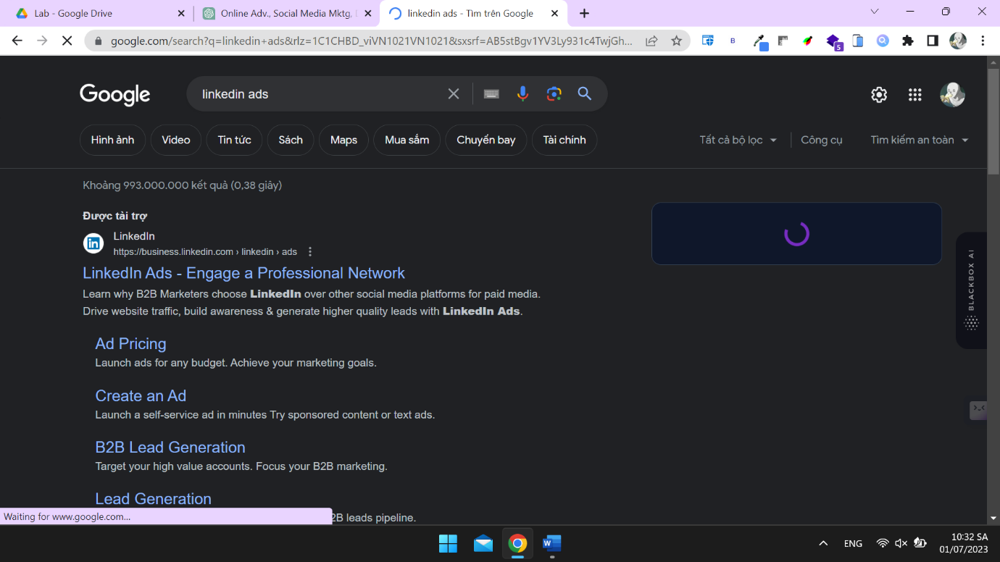 Lab - Google Drive
Online Adv., Social Media Mktg,
linkedin ads - Tìm trên Google
google.com/search?q=linkedin+ads&rlz=1C1CHBD_viVN1021VN1021&sxsrf=AB5stBgv1YV3Ly931c4TwjGh...
B
5
Google
linkedin ads
Hình ảnh
Video
Tin tức
Sách
Maps
Mua sắm
Chuyến bay
Tài chính
Tất cả bộ lọc
Công cụ
Tìm kiếm an toàn
Khoảng 993.000.000 kết quả (0,38 giây)
Được tài trợ
in
LinkedIn
https://business.linkedin.com › linkedin › ads
LinkedIn Ads - Engage a Professional Network
Learn why B2B Marketers choose LinkedIn over other social media platforms for paid media.
Drive website traffic, build awareness & generate higher quality leads with LinkedIn Ads.
Ad Pricing
Launch ads for any budget. Achieve your marketing goals.
Create an Ad
Launch a self-service ad in minutes Try sponsored content or text ads.
B2B Lead Generation
Target your high value accounts. Focus your B2B marketing.
Lead Generation
2B leads pipeline.
Waiting for www.google.com...
BLACKBOX AI
W
ENG
10:32 SA
01/07/2023